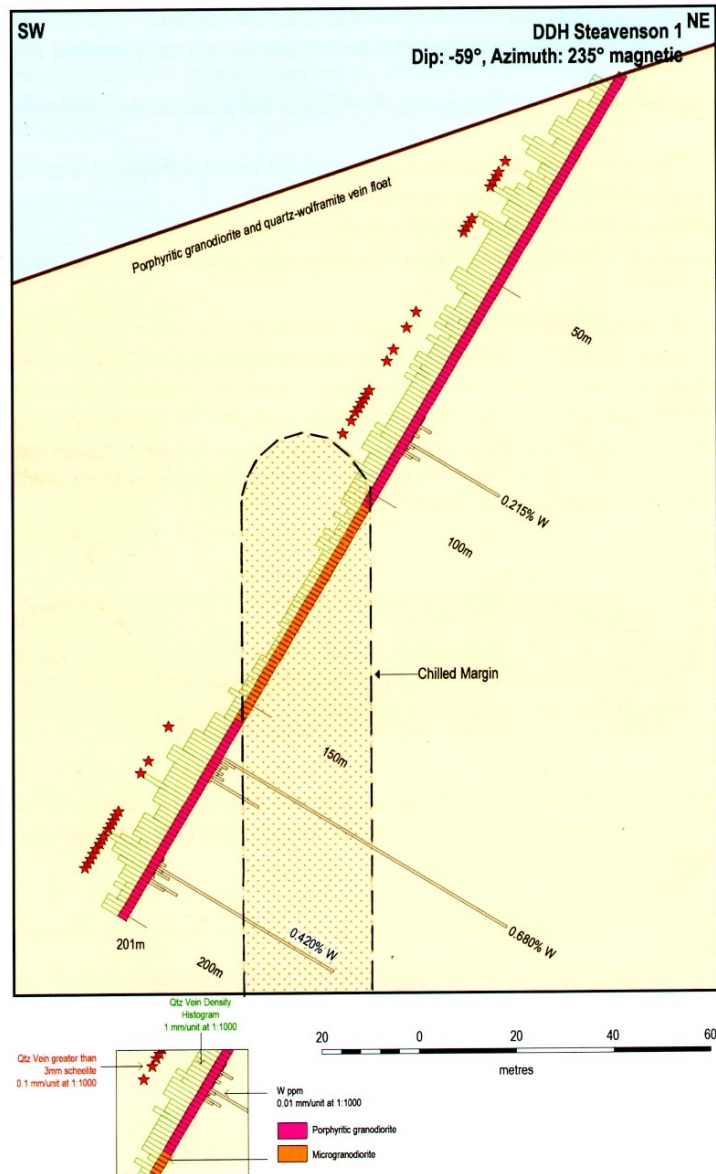 SW
NE
DDH Steavenson 1
Dip: -59°, Azimuth: 235° magnetic
Porphyritic granodiorite and quartz-wolframite vein float
50m
0.215% W
100m
Chilled Margin
150m
0.680% W
0.420% W
201m
200m
Qtz Vein Density
Histogram
1 mm/unit at 1:1000
Qtz Vein greater than
3mm scheelite
0.1 mm/unit at 1:1000
W ppm
0.01 mm/unit at 1:1000
Porphyritic granodiorite
Microgranodiorite
20 0 20 40 60
metres